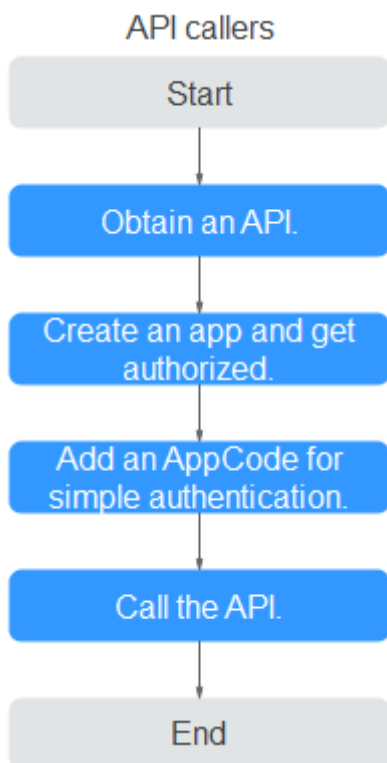 API callers
Start
Obtain an API.
Create an app and get
authorized.
Add an AppCode for
simple authentication.
Call the API.
End